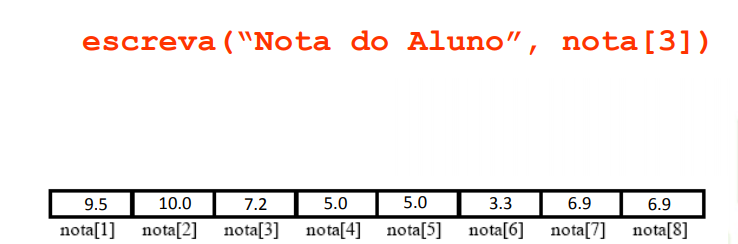 escreva(“Nota do Aluno”, nota[3])
9.5 10.0 7.2 5.0 5.0 3.3 6.9 6.9
nota[1] nota[2] nota[3] nota[4] nota[5] nota[6] nota[7] nota[8]